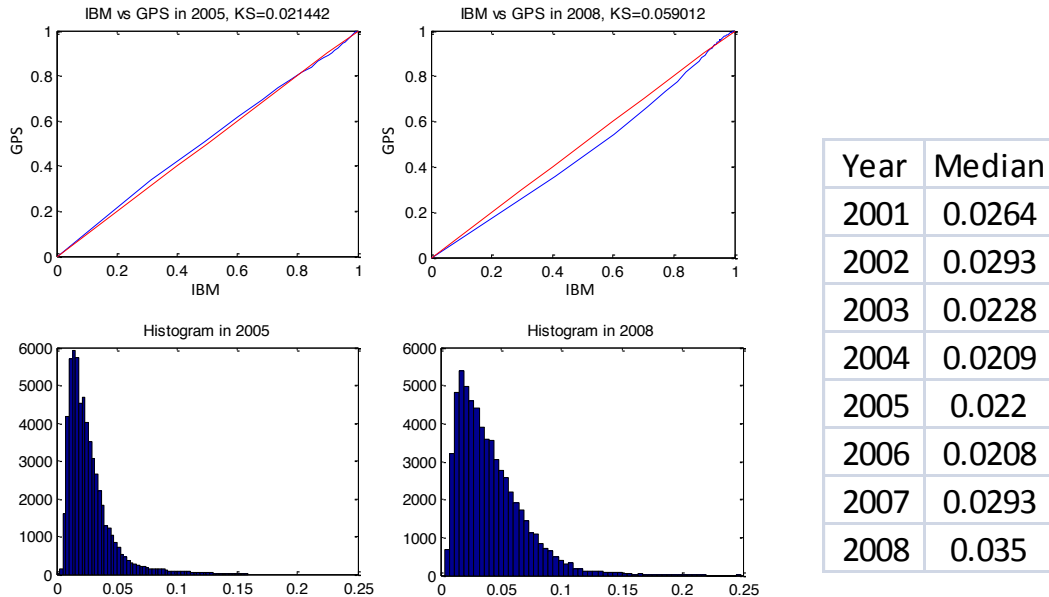 IBM vs GPS in 2005, KS=0.021442
1
0.8
0.6
0.4
0.2
0
GPS
0 0.2 0.4 0.6 0.8 1
IBM
IBM vs GPS in 2008, KS=0.059012
1
0.8
0.6
0.4
0.2
0
GPS
0 0.2 0.4 0.6 0.8 1
IBM
Histogram in 2005
6000
5000
4000
3000
2000
1000
0
0 0.05 0.1 0.15 0.2 0.25
Histogram in 2008
6000
5000
4000
3000
2000
1000
0
0 0.05 0.1 0.15 0.2 0.25
Year Median
2001 0.0264
2002 0.0293
2003 0.0228
2004 0.0209
2005 0.022
2006 0.0208
2007 0.0293
2008 0.035